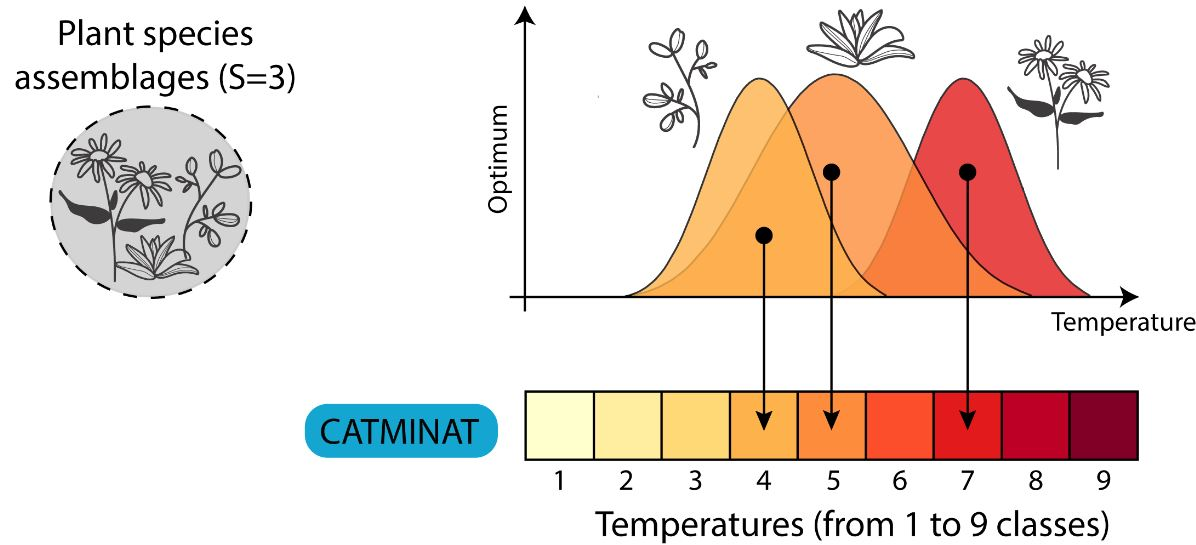 Plant species
assemblages (S=3)
Optimum
Temperature
CATMINAT
1 2 3 4 5 6 7 8 9
Temperatures (from 1 to 9 classes)